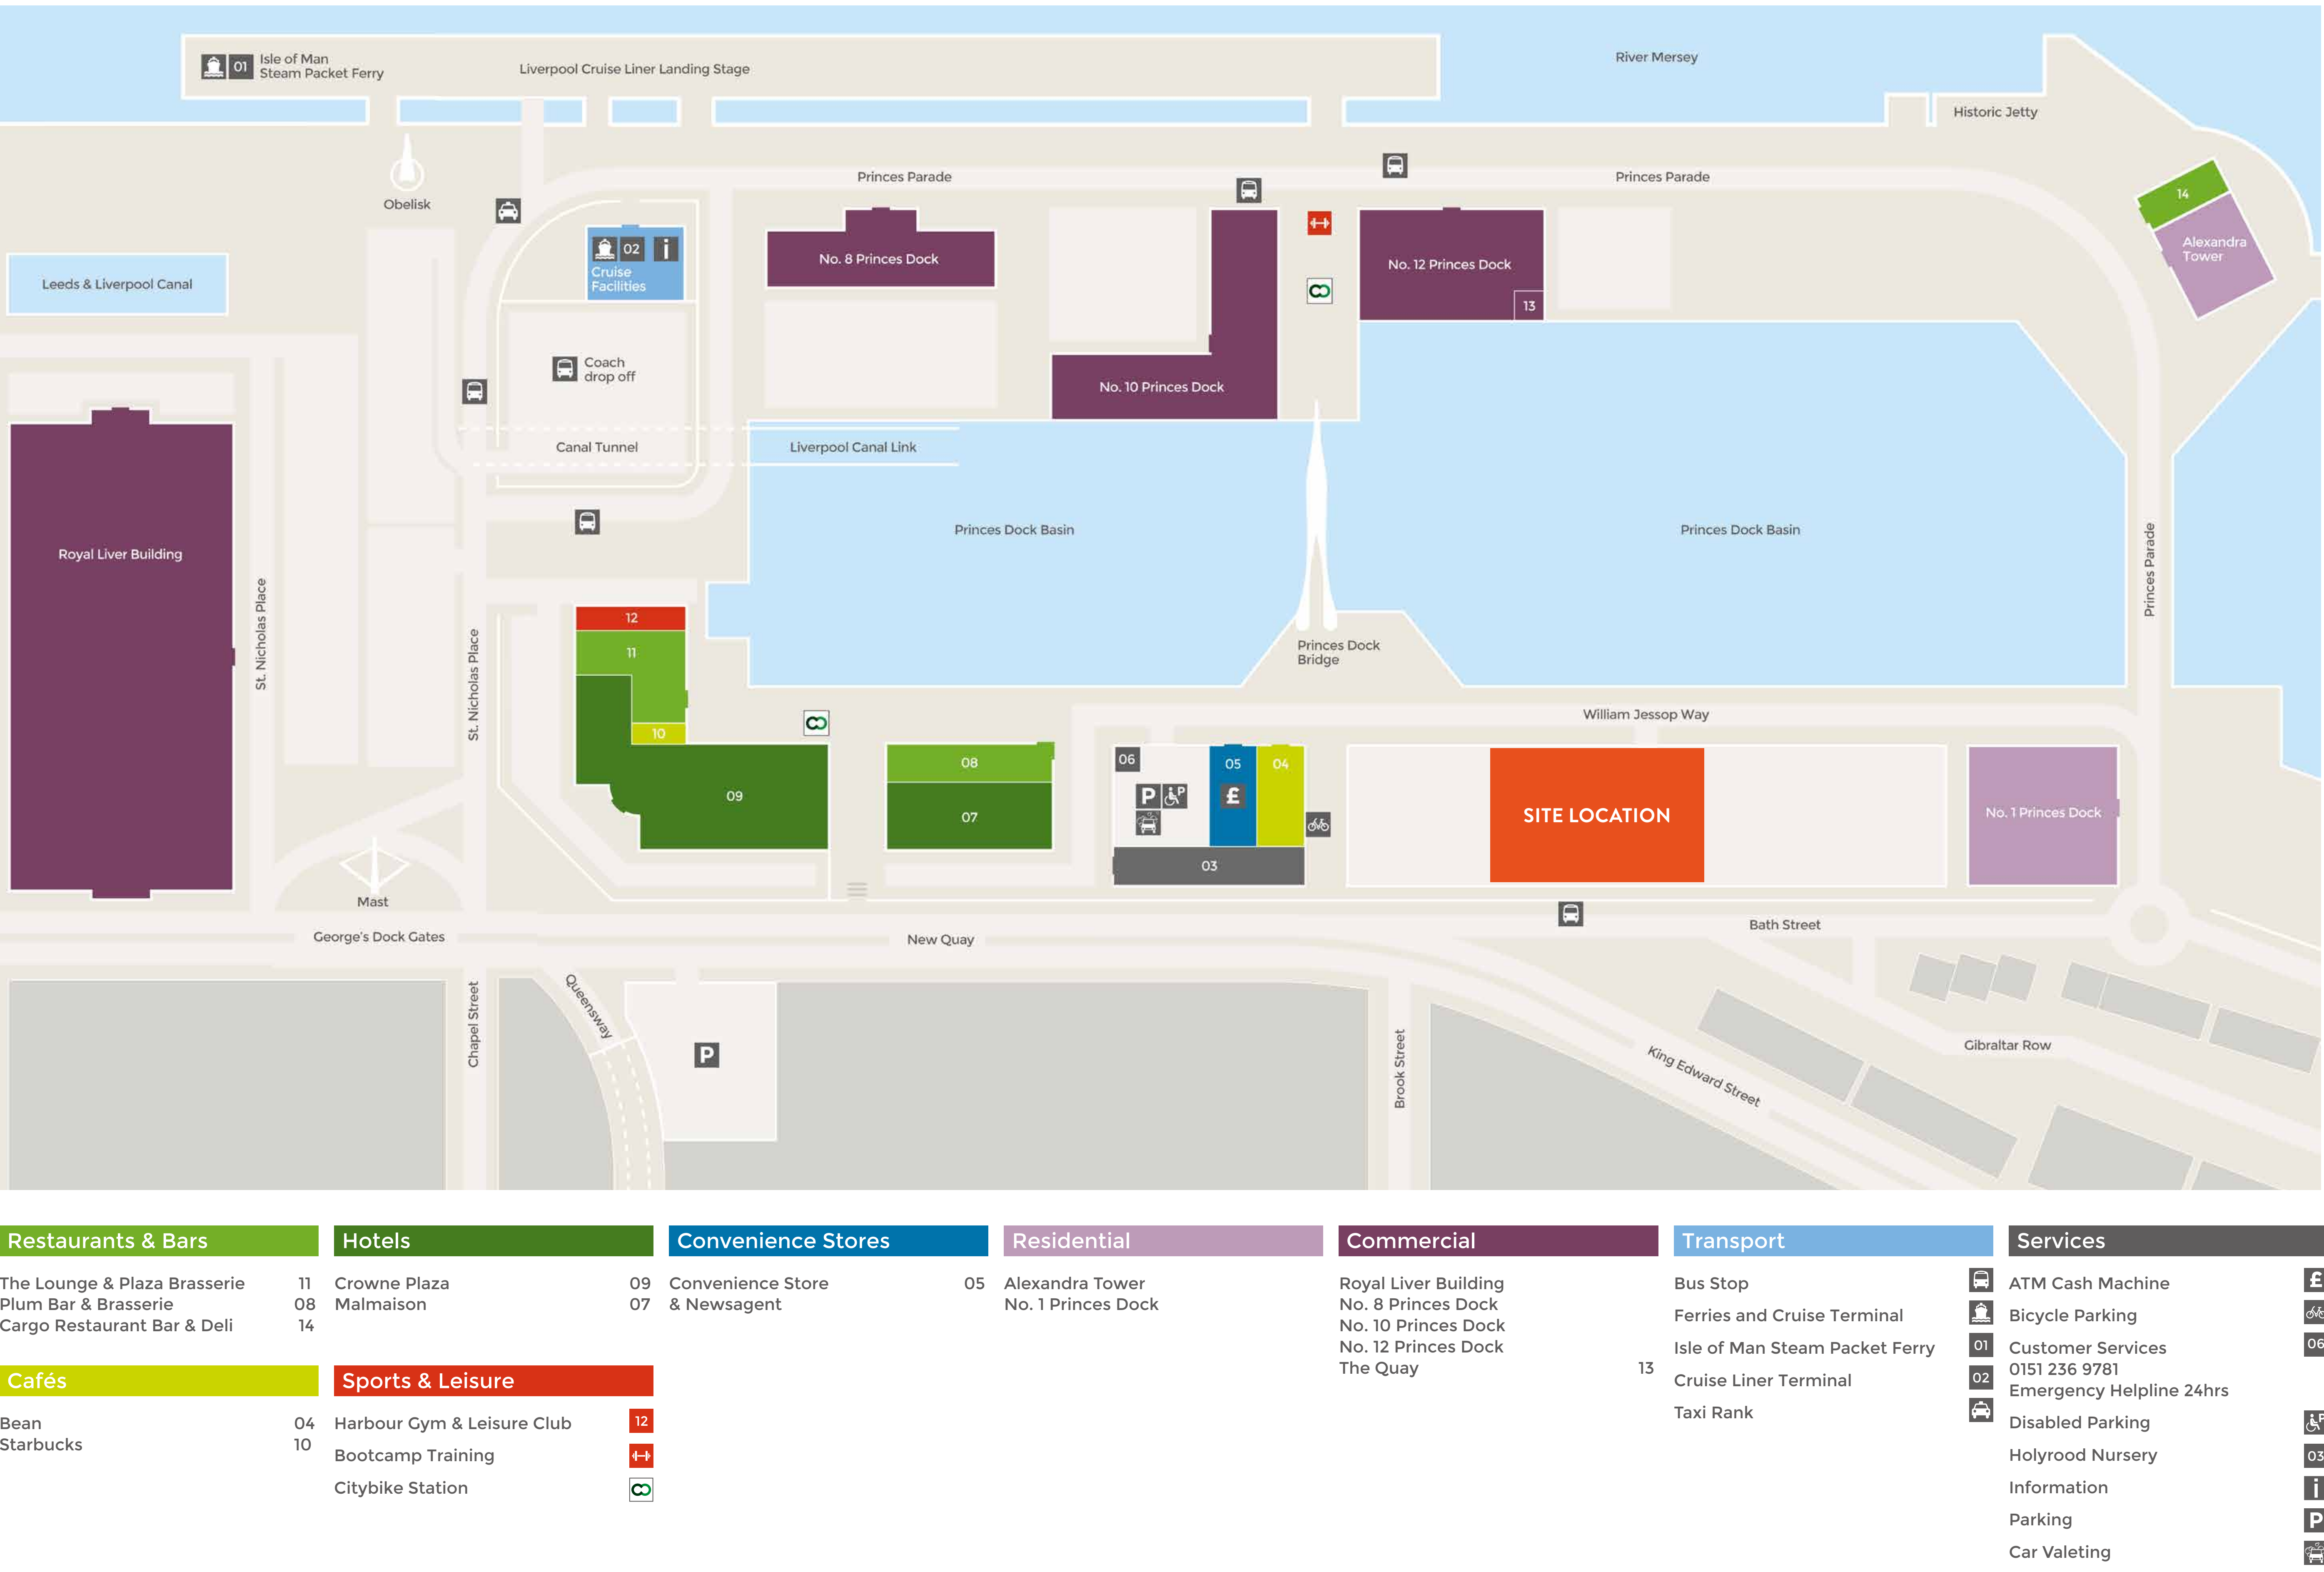 01 Isle of Man
Steam Packet Ferry
Liverpool Cruise Liner Landing Stage
River Mersey
Historic Jetty
Princes Parade
Princes Parade
Obelisk
14
Alexandra
Tower
02 i
Cruise
Facilities
No. 8 Princes Dock
No. 12 Princes Dock
13
Leeds & Liverpool Canal
Coach
drop off
No. 10 Princes Dock
Canal Tunnel
Liverpool Canal Link
Royal Liver Building
Princes Dock Basin
Princes Dock Basin
Princes Parade
St. Nicholas Place
St. Nicholas Place
12
11
10
09
Princes Dock
Bridge
William Jessop Way
08
07
06
P
P
05
£
04
03
SITE LOCATION
No. 1 Princes Dock
Mast
George's Dock Gates
New Quay
Bath Street
Chapel Street
Queensway
P
Brook Street
King Edward Street
Gibraltar Row
Restaurants & Bars
The Lounge & Plaza Brasserie 11
Plum Bar & Brasserie 08
Cargo Restaurant Bar & Deli 14
Cafés
Bean 04
Starbucks 10
Hotels
Crowne Plaza 09
Malmaison 07
Sports & Leisure
Harbour Gym & Leisure Club 12
Bootcamp Training
Citybike Station
Convenience Stores
Convenience Store 05
& Newsagent
Residential
Alexandra Tower
No. 1 Princes Dock
Commercial
Royal Liver Building
No. 8 Princes Dock
No. 10 Princes Dock
No. 12 Princes Dock
The Quay 13
Transport
Bus Stop
Ferries and Cruise Terminal
Isle of Man Steam Packet Ferry 01
Cruise Liner Terminal 02
Taxi Rank
Services
ATM Cash Machine £
Bicycle Parking
Customer Services 06
0151 236 9781
Emergency Helpline 24hrs
Disabled Parking P
Holyrood Nursery 03
Information i
Parking P
Car Valeting